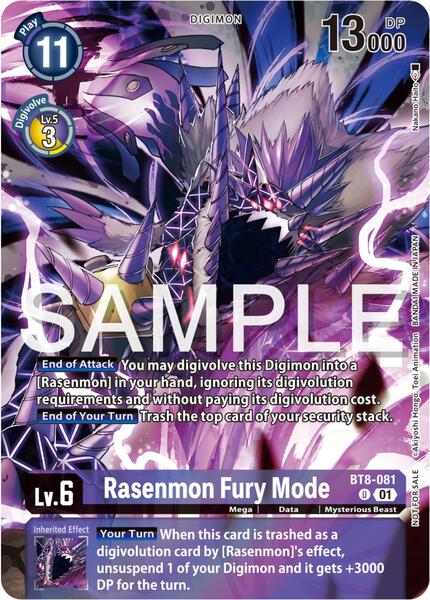 DIGIMON
Play
11
13000
DP
Digivolve
Lv.5
3
Nakano Haito
SAMPLE
©Akiyoshi Hongo, Toei Animation BANDAI MADE IN JAPAN
NOT FOR SALE
End of Attack You may digivolve this Digimon into a
[Rasenmon] in your hand, ignoring its digivolution
requirements and without paying its digivolution cost.
End of Your Turn Trash the top card of your security stack.
Lv.6
Rasenmon Fury Mode
BT8-081
U 01
Mega Data Mysterious Beast
Inherited Effect
Your Turn When this card is trashed as a
digivolution card by [Rasenmon]'s effect,
unsuspend 1 of your Digimon and it gets +3000
DP for the turn.